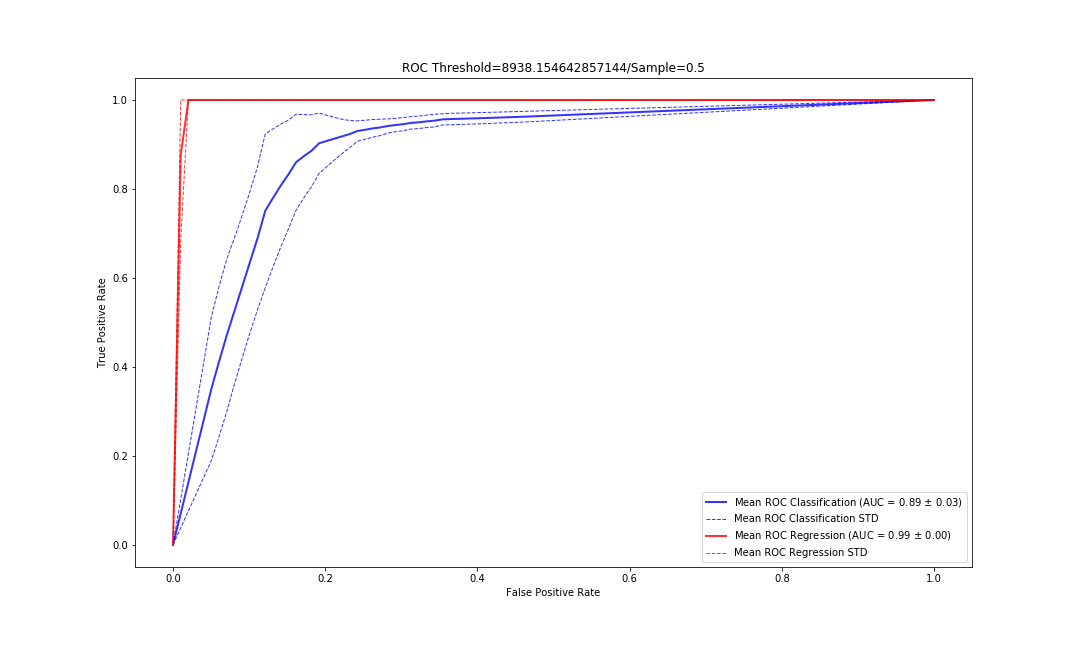 ROC Threshold=8938.154642857144/Sample=0.5
True Positive Rate
1.0
0.8
0.6
0.4
0.2
0.0
Mean ROC Classification (AUC = 0.89 ± 0.03)
Mean ROC Classification STD
Mean ROC Regression (AUC = 0.99 ± 0.00)
Mean ROC Regression STD
0.0 0.2 0.4 0.6 0.8 1.0
False Positive Rate